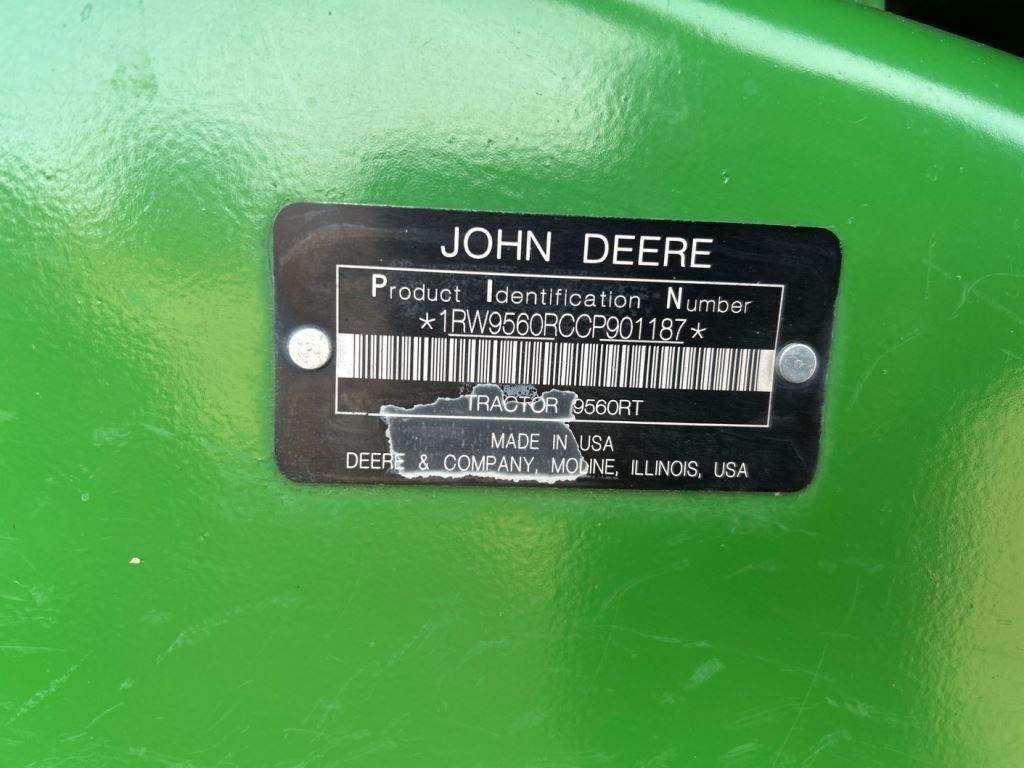 JOHN DEERE
Product Identification Number
*1RW9560RCCP901187*
TRACTOR 9560RT
MADE IN USA
DEERE & COMPANY, MOLINE, ILLINOIS, USA